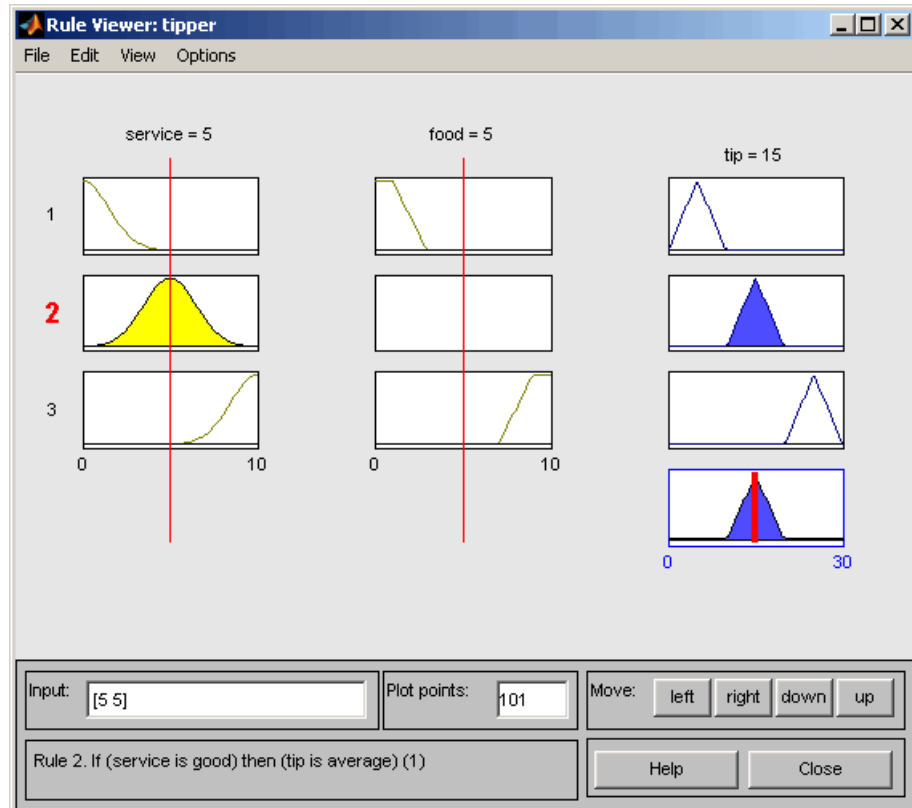 Rule Viewer: tipper
File Edit View Options
service = 5
food = 5
tip = 15
1
2
3
0 10
0 10
0 30
Input: [5 5]
Plot points: 101
Move: left right down up
Rule 2. If (service is good) then (tip is average) (1)
Help Close